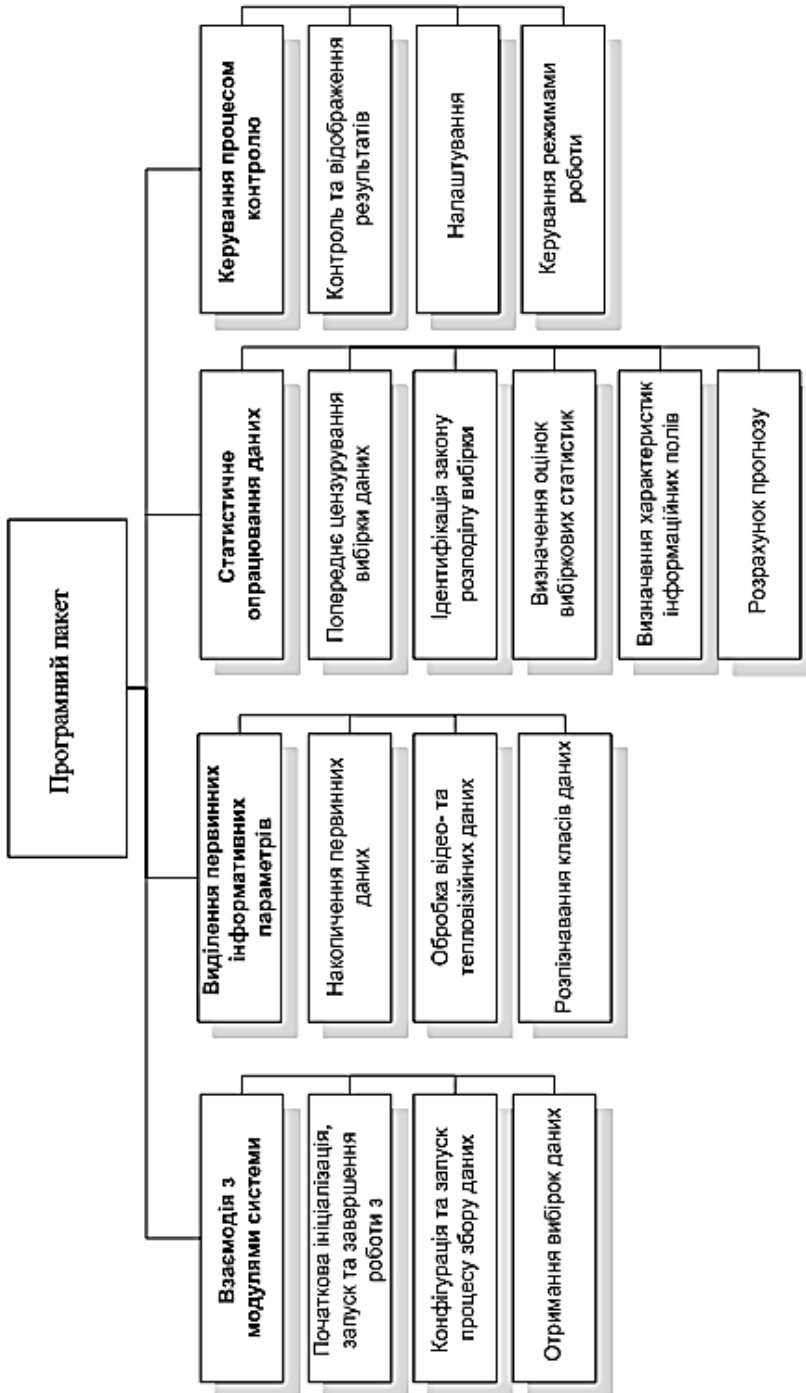 Програмний пакет
Взаємодія з
модулями системи
Початкова ініціалізація,
запуск та завершення
роботи з
Конфігурація та запуск
процесу збору даних
Отримання вибірок даних
Виділення первинних
інформативних
параметрів
Накопичення первинних
даних
Обробка відео- та
тепловізійних даних
Розпізнавання класів даних
Статистичне
опрацювання даних
Попереднє цензурування
вибірки даних
Ідентифікація закону
розподілу вибірки
Визначення оцінок
вибіркових статистик
Визначення характеристик
інформаційних полів
Розрахунок прогнозу
Керування процесом
контролю
Контроль та відображення
результатів
Налаштування
Керування режимами
роботи